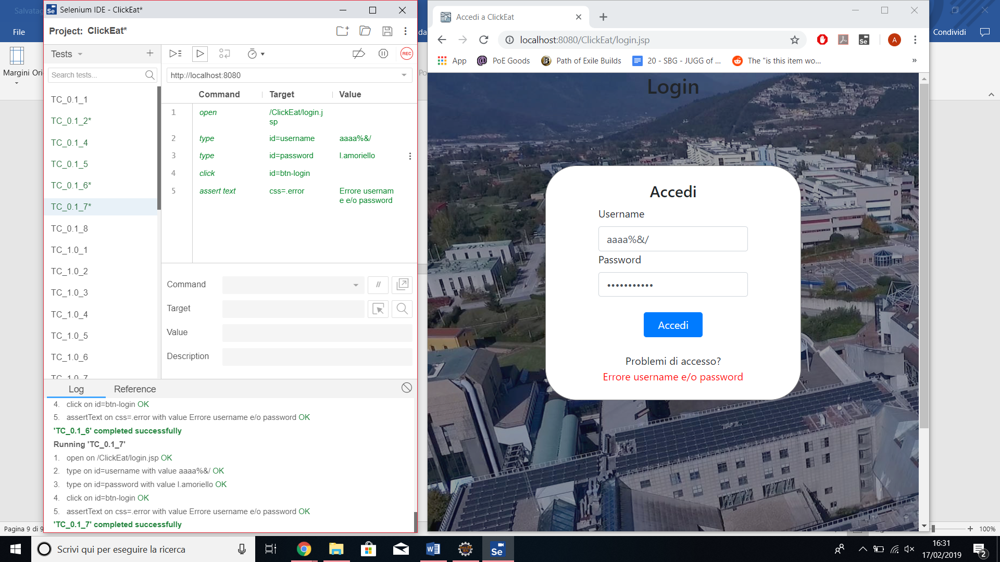 Salvatag
File
Margini Ori
Selenium IDE - ClickEat*
Project: ClickEat*
Tests
Search tests...
TC_0.1_1
TC_0.1_2*
TC_0.1_4
TC_0.1_5
TC_0.1_6*
TC_0.1_7*
TC_0.1_8
TC_1.0_1
TC_1.0_2
TC_1.0_3
TC_1.0_4
TC_1.0_5
TC_1.0_6
TC_1.0_7
REC
http://localhost:8080
Command Target Value
1 open /ClickEat/login.j
sp
2 type id=username aaaa%&/
3 type id=password l.amoriello
4 click id=btn-login
5 assert text css=.error Errore usernam
e e/o password
Command //
Target
Value
Description
Log Reference
4. click on id=btn-login OK
5. assertText on css=.error with value Errore username e/o password OK
'TC_0.1_6' completed successfully
Running 'TC_0.1_7'
1. open on /ClickEat/login.jsp OK
2. type on id=username with value aaaa%&/ OK
3. type on id=password with value l.amoriello OK
4. click on id=btn-login OK
5. assertText on css=.error with value Errore username e/o password OK
'TC_0.1_7' completed successfully
da
Po
Accedi a ClickEat
localhost:8080/ClickEat/login.jsp
Se
A
App PoE Goods Path of Exile Builds 20 - SBG - JUGG of ... The "is this item wo... »
Login
Accedi
Username
aaaa%&/
Password
•••••••••••
Accedi
Problemi di accesso?
Errore username e/o password
D
Condividi
Pagina 9 di 9
100%
Scrivi qui per eseguire la ricerca
Se
16:31
17/02/2019
2